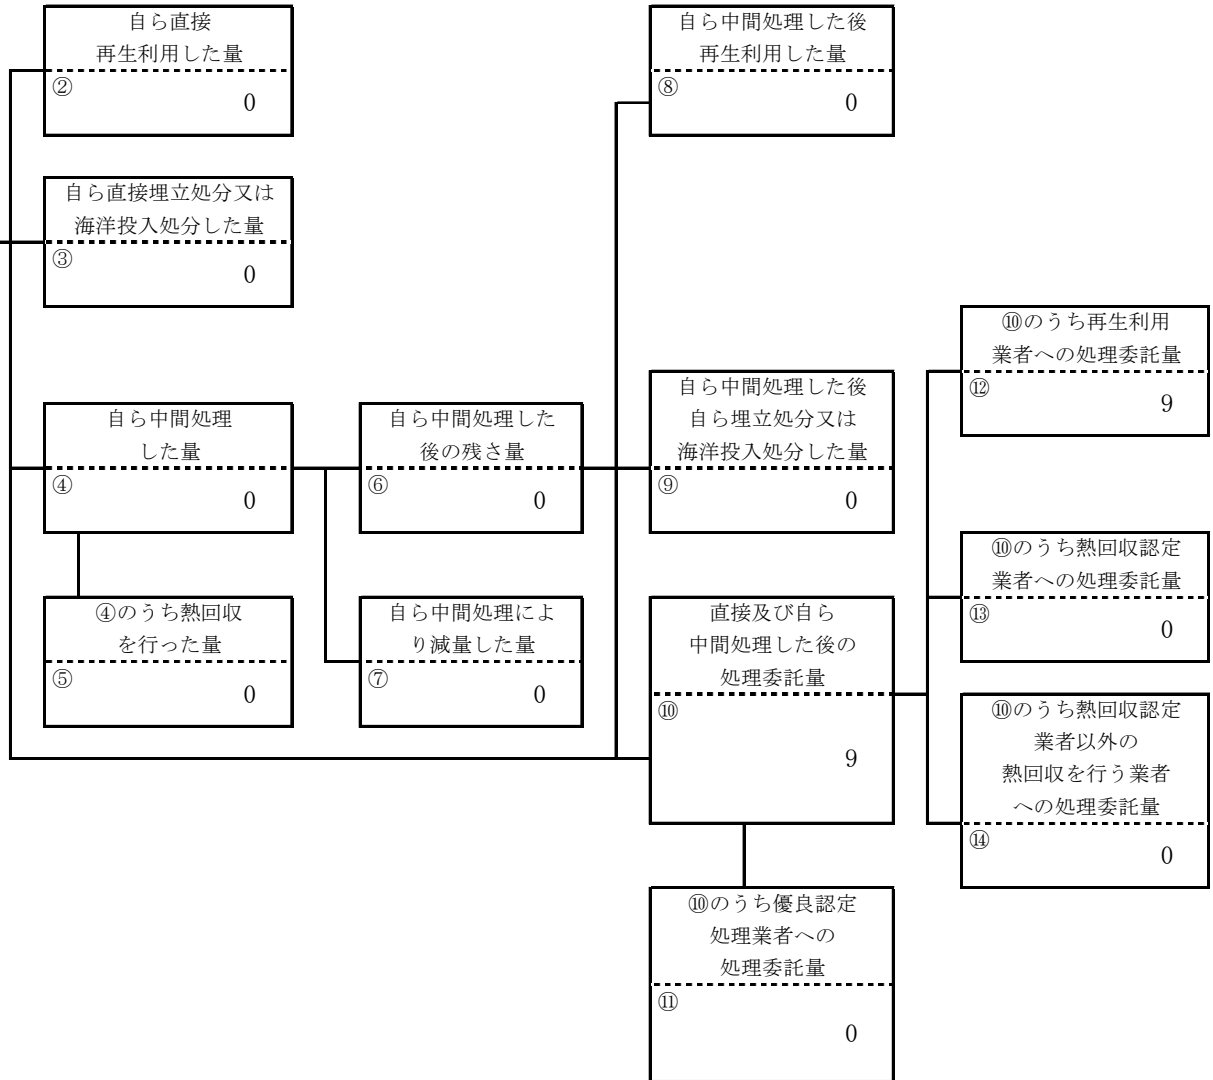 自ら直接
再生利用した量
②
0
自ら直接埋立処分又は
海洋投入処分した量
③
0
自ら中間処理
した量
④
0
④のうち熱回収
を行った量
⑤
0
自ら中間処理した
後の残さ量
⑥
0
自ら中間処理によ
り減量した量
⑦
0
自ら中間処理した後
再生利用した量
⑧
0
自ら中間処理した後
自ら埋立処分又は
海洋投入処分した量
⑨
0
直接及び自ら
中間処理した後の
処理委託量
⑩
9
⑩のうち優良認定
処理業者への
処理委託量
⑪
0
⑩のうち再生利用
業者への処理委託量
⑫
9
⑩のうち熱回収認定
業者への処理委託量
⑬
0
⑩のうち熱回収認定
業者以外の
熱回収を行う業者
への処理委託量
⑭
0